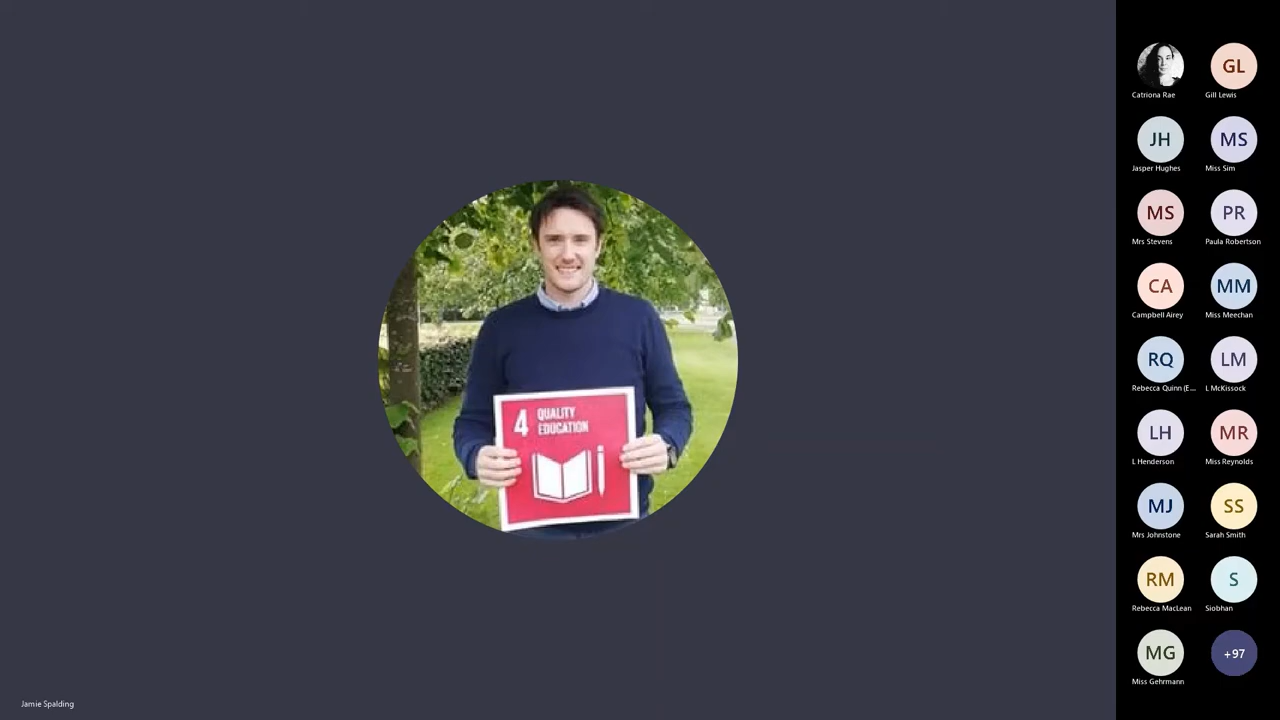 4 QUALITY
EDUCATION
Jamie Spalding
Catriona Rae
GL
Gill Lewis
JH
Jasper Hughes
MS
Miss Sim
MS
Mrs Stevens
PR
Paula Robertson
CA
Campbell Airey
MM
Miss Meechan
RQ
Rebecca Quinn (E...
LM
L McKissock
LH
L Henderson
MR
Miss Reynolds
MJ
Mrs Johnstone
SS
Sarah Smith
RM
Rebecca MacLean
S
Siobhan
MG
Miss Gehrmann
+97